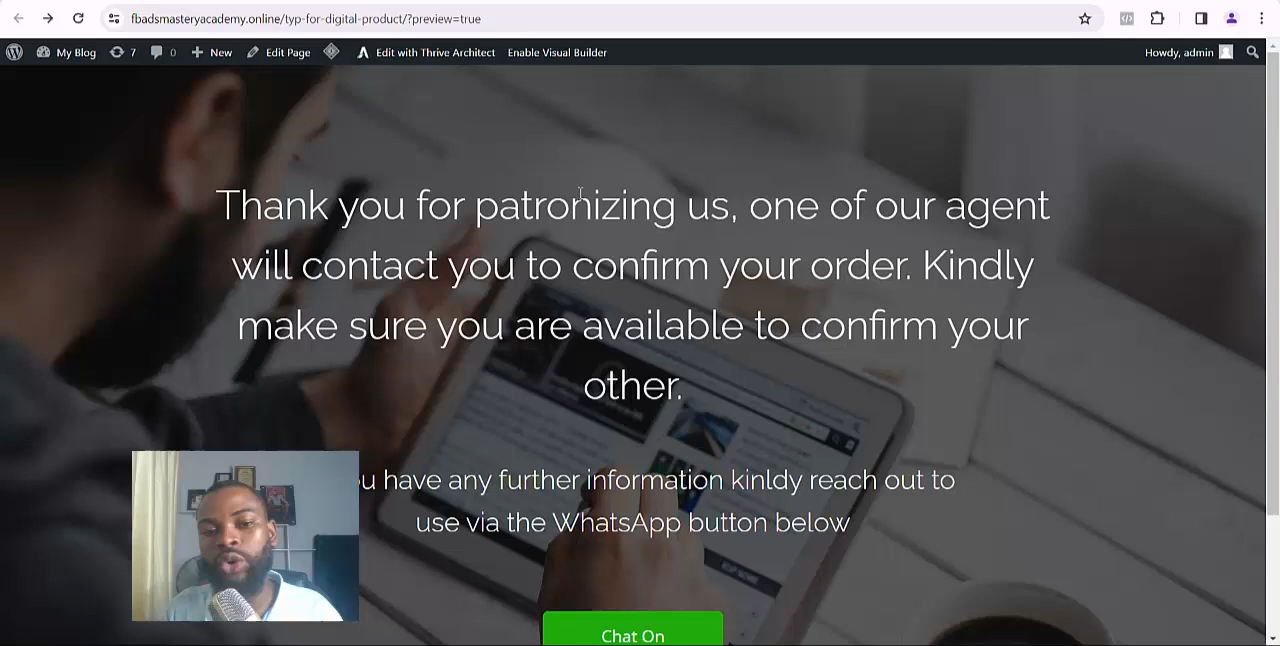 fbadsmasteryacademy.online/typ-for-digital-product/?preview=true
My Blog 7 0 New Edit Page Edit with Thrive Architect Enable Visual Builder Howdy, admin
Thank you for patronizing us, one of our agent
will contact you to confirm your order. Kindly
make sure you are available to confirm your
other.
u have any further information kinldy reach out to
use via the WhatsApp button below
Chat On